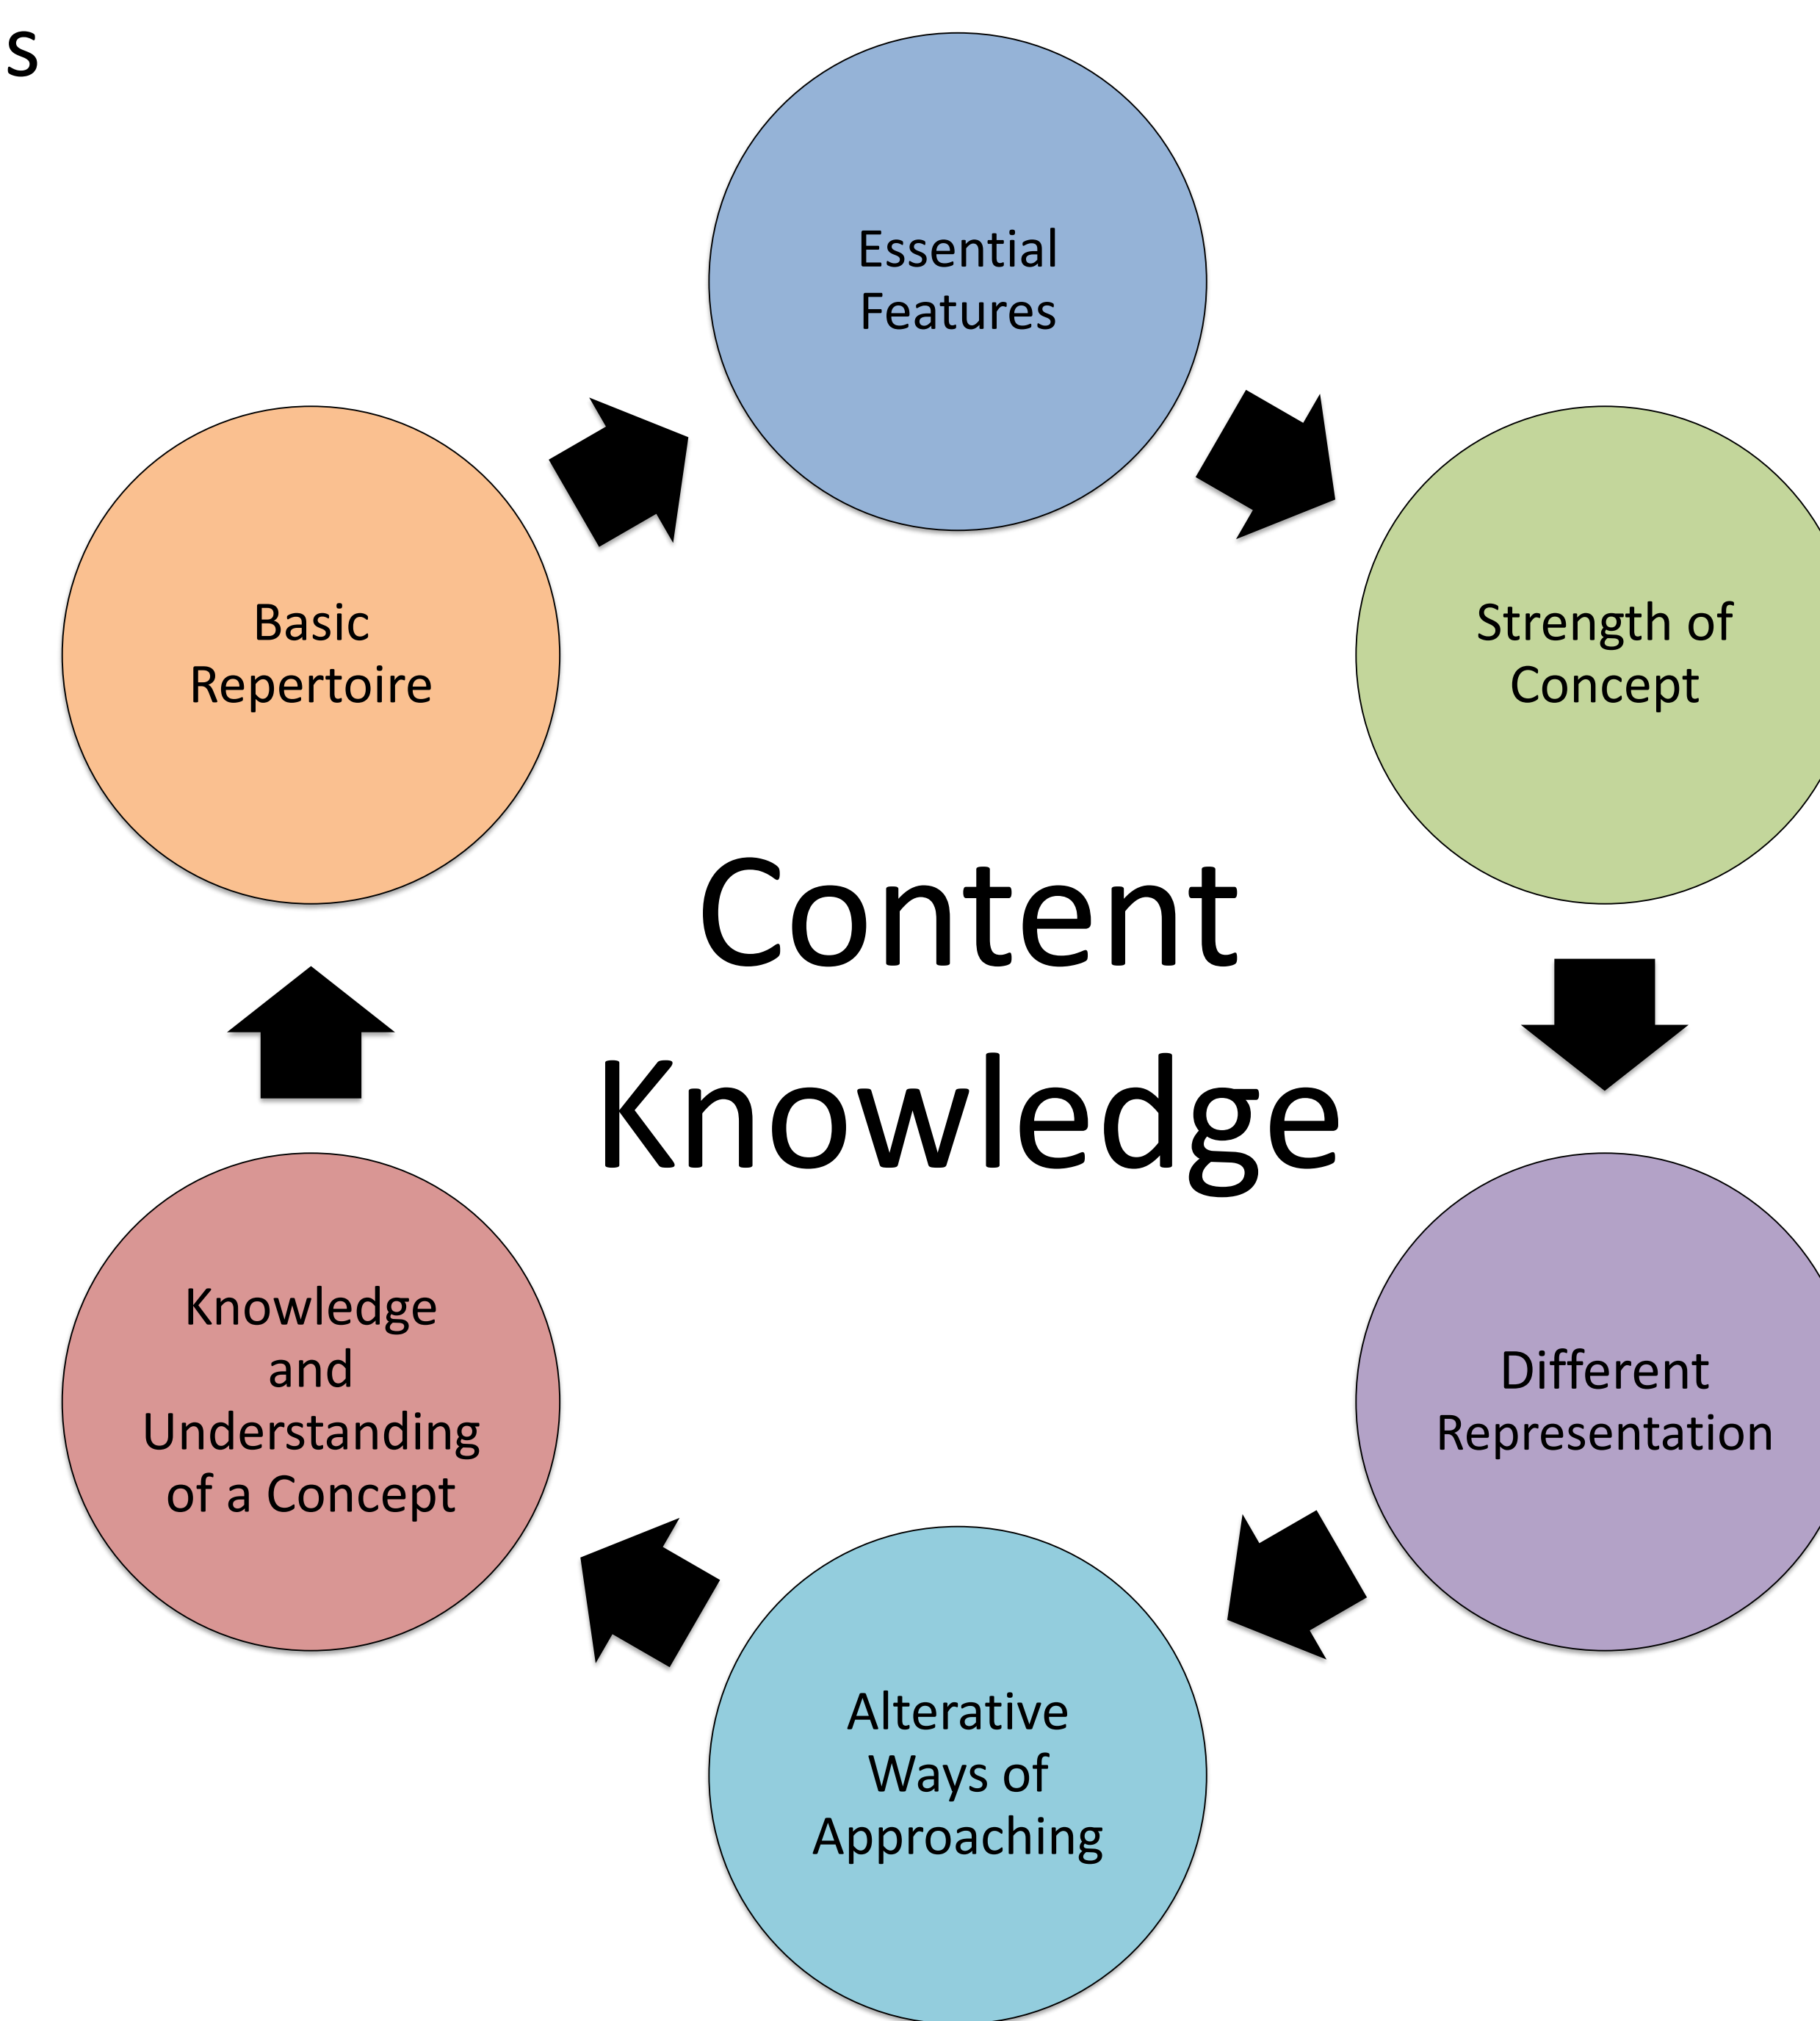 s
Essential
Features
Basic
Repertoire
Strength of
Concept
Content
Knowledge
Knowledge
and
Understanding
of a Concept
Different
Representation
Alterative
Ways of
Approaching